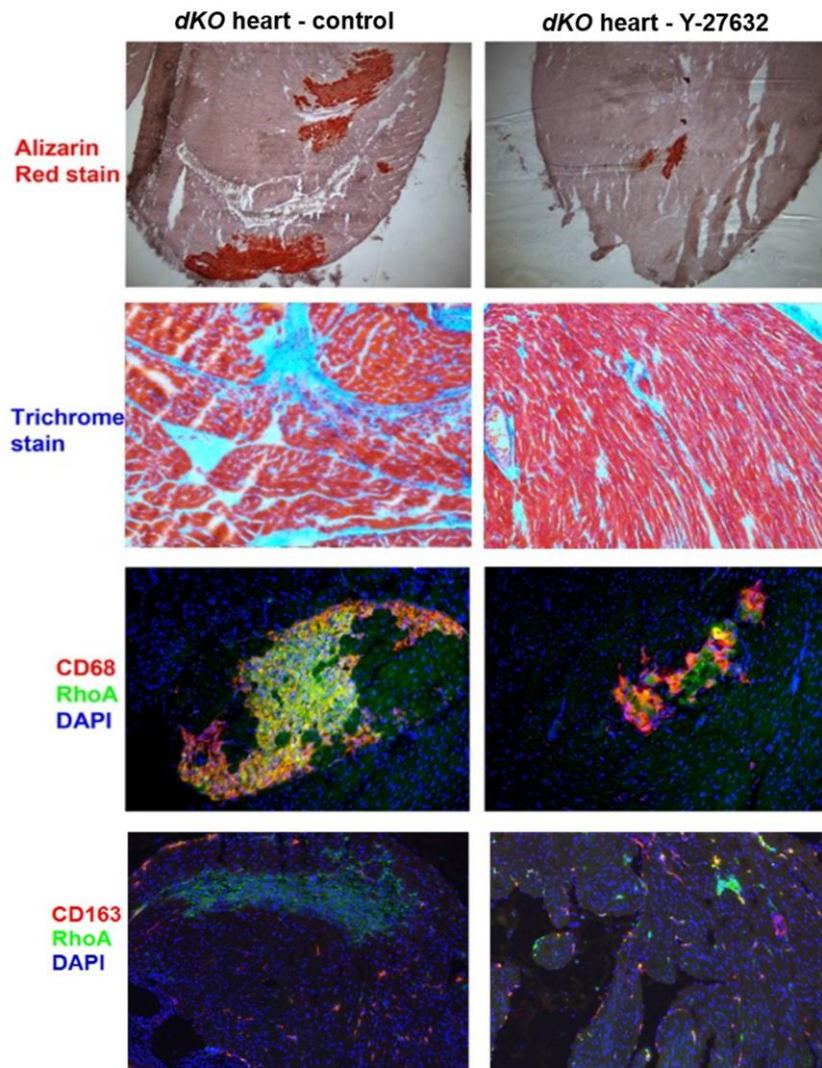 dKO heart - control
dKO heart - Y-27632
Alizarin
Red stain
Trichrome
stain
CD68
RhoA
DAPI
CD163
RhoA
DAPI